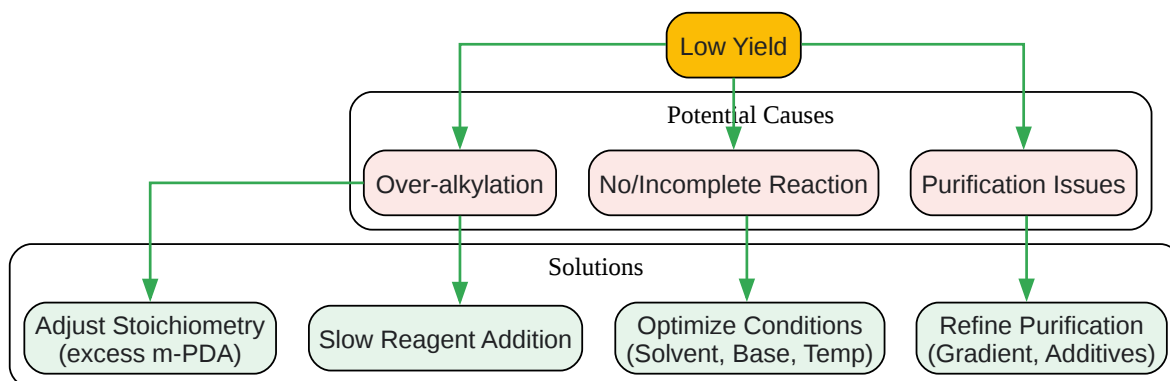 Low Yield
Potential Causes
Over-alkylation
No/Incomplete Reaction
Purification Issues
Solutions
Adjust Stoichiometry
(excess m-PDA)
Slow Reagent Addition
Optimize Conditions
(Solvent, Base, Temp)
Refine Purification
(Gradient, Additives)